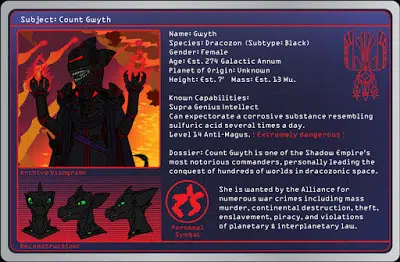 Subject: Count Gwyth
Name: Gwyth
Species: Dracozon (Subtype: Black)
Gender: Female
Age: Est. 274 Galactic Annum
Planet of Origin: Unknown
Height: Est. 7' Mass: Est. 13 Mu.
Known Capabilities:
Supra Genius Intellect
Can expectorate a corrosive substance resembling
sulfuric acid several times a day.
Level 14 Anti-Magus. ! Extremely dangerous !
Dossier: Count Gwyth is one of the Shadow Empire's
most notorious commanders, personally leading the
conquest of hundreds of worlds in dracozonic space.
Archive Visogram:
She is wanted by the Alliance for
numerous war crimes including mass
murder, continental destruction, theft,
enslavement, piracy, and violations
of planetary & interplanetary law.
Personal
Symbol
Reconstruction: